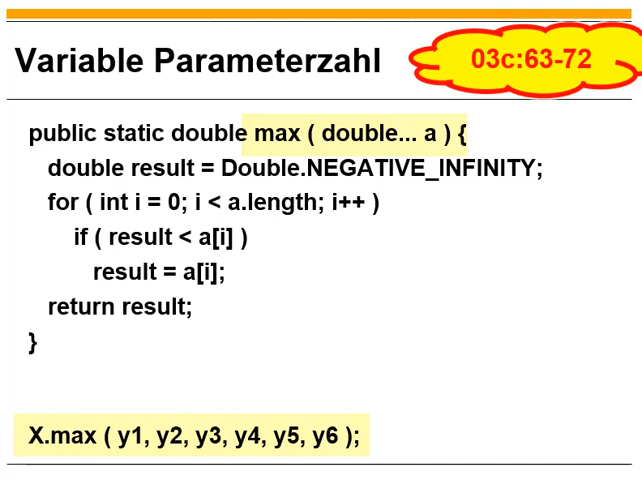 Variable Parameterzahl
03c:63-72
public static double max ( double... a ) {
double result = Double.NEGATIVE_INFINITY;
for ( int i = 0; i < a.length; i++ )
if ( result < a[i] )
result = a[i];
return result;
}
X.max ( y1, y2, y3, y4, y5, y6 );